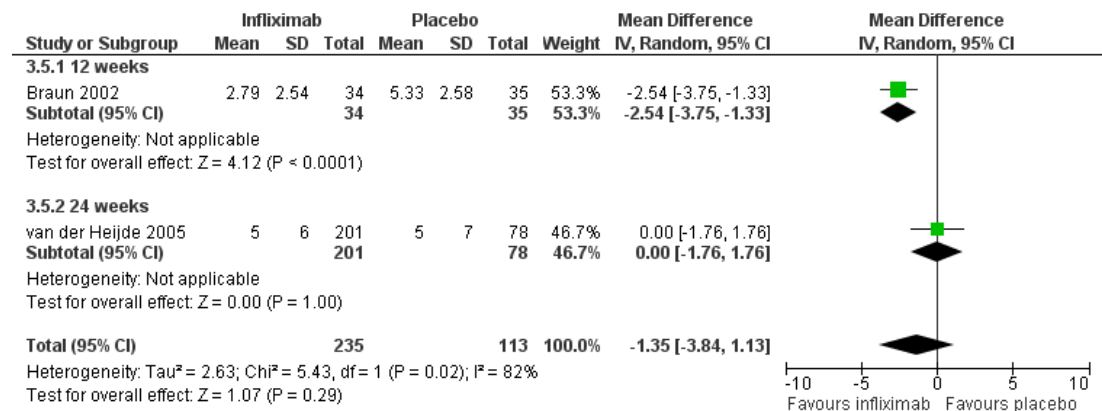 Infliximab Placebo Mean Difference Mean Difference
Study or Subgroup Mean SD Total Mean SD Total Weight IV, Random, 95% CI IV, Random, 95% CI
3.5.1 12 weeks
Braun 2002 2.79 2.54 34 5.33 2.58 35 53.3% -2.54 [-3.75, -1.33]
Subtotal (95% CI) 34 35 53.3% -2.54 [-3.75, -1.33]
Heterogeneity: Not applicable
Test for overall effect: Z = 4.12 (P < 0.0001)
3.5.2 24 weeks
van der Heijde 2005 5 6 201 5 7 78 46.7% 0.00 [-1.76, 1.76]
Subtotal (95% CI) 201 78 46.7% 0.00 [-1.76, 1.76]
Heterogeneity: Not applicable
Test for overall effect: Z = 0.00 (P = 1.00)
Total (95% CI) 235 113 100.0% -1.35 [-3.84, 1.13]
Heterogeneity: Tau² = 2.63; Chi² = 5.43, df = 1 (P = 0.02); I² = 82%
Test for overall effect: Z = 1.07 (P = 0.29)
-10 -5 0 5 10
Favours infliximab Favours placebo